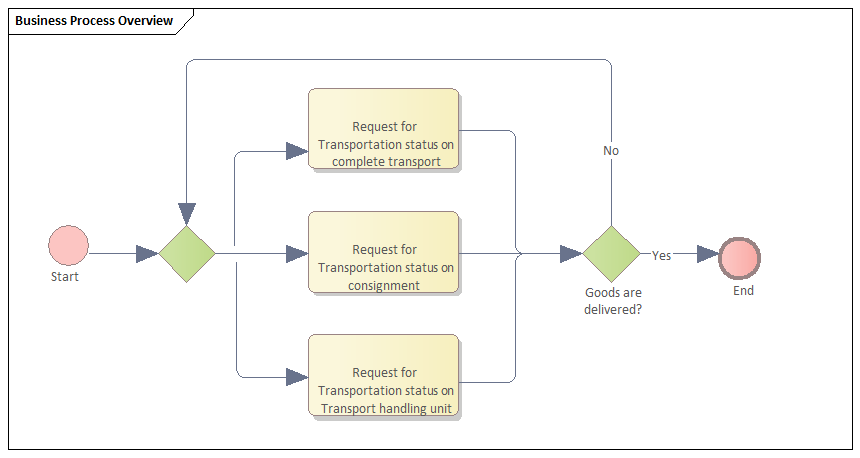 Business Process Overview
Request for
Transportation status on
complete transport
No
Request for
Transportation status on
consignment
Start
Yes
Goods are
delivered?
End
Request for
Transportation status on
Transport handling unit